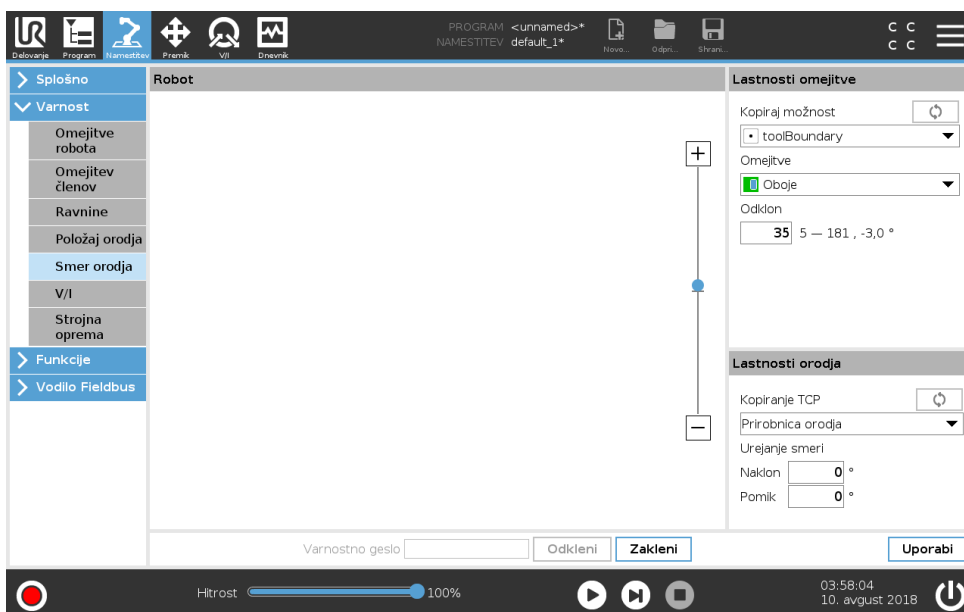 PROGRAM <unnamed>*
NAMESTITEV default_1*
Delovanje Program Namestitev Premik V/I Dnevnik Novo... Odpri... Shrani...
C C
C C
Splošno
Varnost
Omejitve
robota
Omejitev
členov
Ravnine
Položaj orodja
Smer orodja
V/I
Strojna
oprema
Funkcije
Vodilo Fieldbus
Robot
+
−
Lastnosti omejitve
Kopiraj možnost
toolBoundary
Omejitve
Oboje
Odklon
35 5 — 181 , -3,0 °
Lastnosti orodja
Kopiranje TCP
Prirobnica orodja
Urejanje smeri
Naklon 0 °
Pomik 0 °
Varnostno geslo Odkleni Zakleni Uporabi
Hitrost 100%
03:58:04
10. avgust 2018